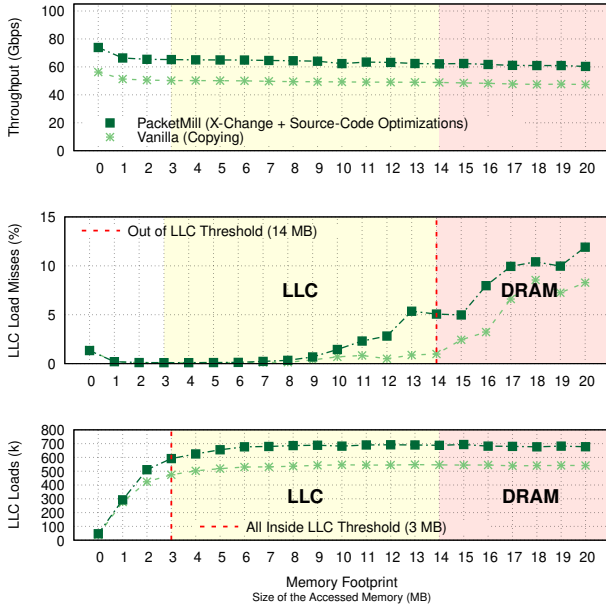 Throughput (Gbps)
100
80
60
40
20
0
PacketMill (X-Change + Source-Code Optimizations)
Vanilla (Copying)
0 1 2 3 4 5 6 7 8 9 10 11 12 13 14 15 16 17 18 19 20
LLC Load Misses (%)
15
10
5
0
Out of LLC Threshold (14 MB)
LLC
DRAM
0 1 2 3 4 5 6 7 8 9 10 11 12 13 14 15 16 17 18 19 20
LLC Loads (k)
800
700
600
500
400
300
200
100
0
LLC
DRAM
All Inside LLC Threshold (3 MB)
0 1 2 3 4 5 6 7 8 9 10 11 12 13 14 15 16 17 18 19 20
Memory Footprint
Size of the Accessed Memory (MB)